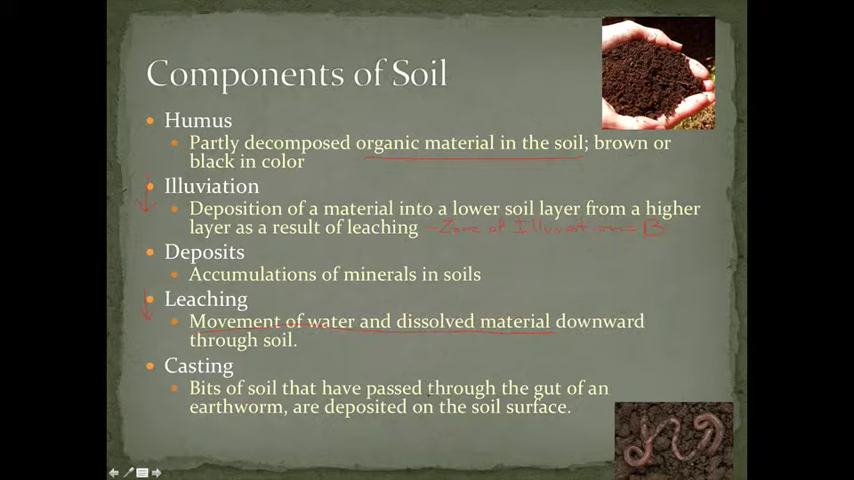 Components of Soil
Humus
Partly decomposed organic material in the soil; brown or
black in color
Illuviation
Deposition of a material into a lower soil layer from a higher
layer as a result of leaching - Zone of Illuviation = B
Deposits
Accumulations of minerals in soils
Leaching
Movement of water and dissolved material downward
through soil.
Casting
Bits of soil that have passed through the gut of an
earthworm, are deposited on the soil surface.